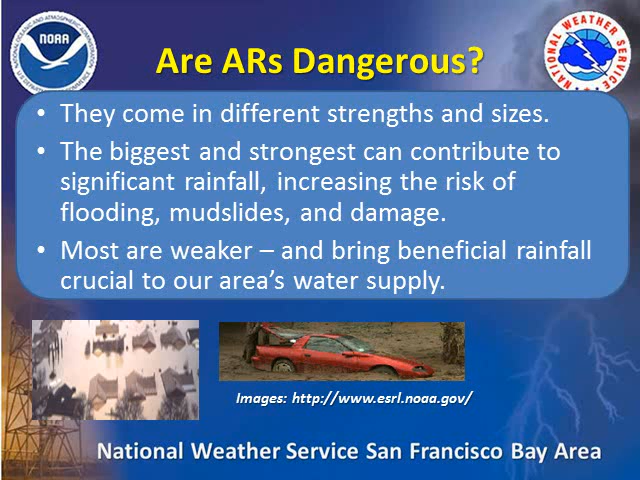 NOAA
Are ARs Dangerous?
NATIONAL WEATHER SERVICE
• They come in different strengths and sizes.
• The biggest and strongest can contribute to
significant rainfall, increasing the risk of
flooding, mudslides, and damage.
• Most are weaker – and bring beneficial rainfall
crucial to our area's water supply.
Images: http://www.esrl.noaa.gov/
National Weather Service San Francisco Bay Area